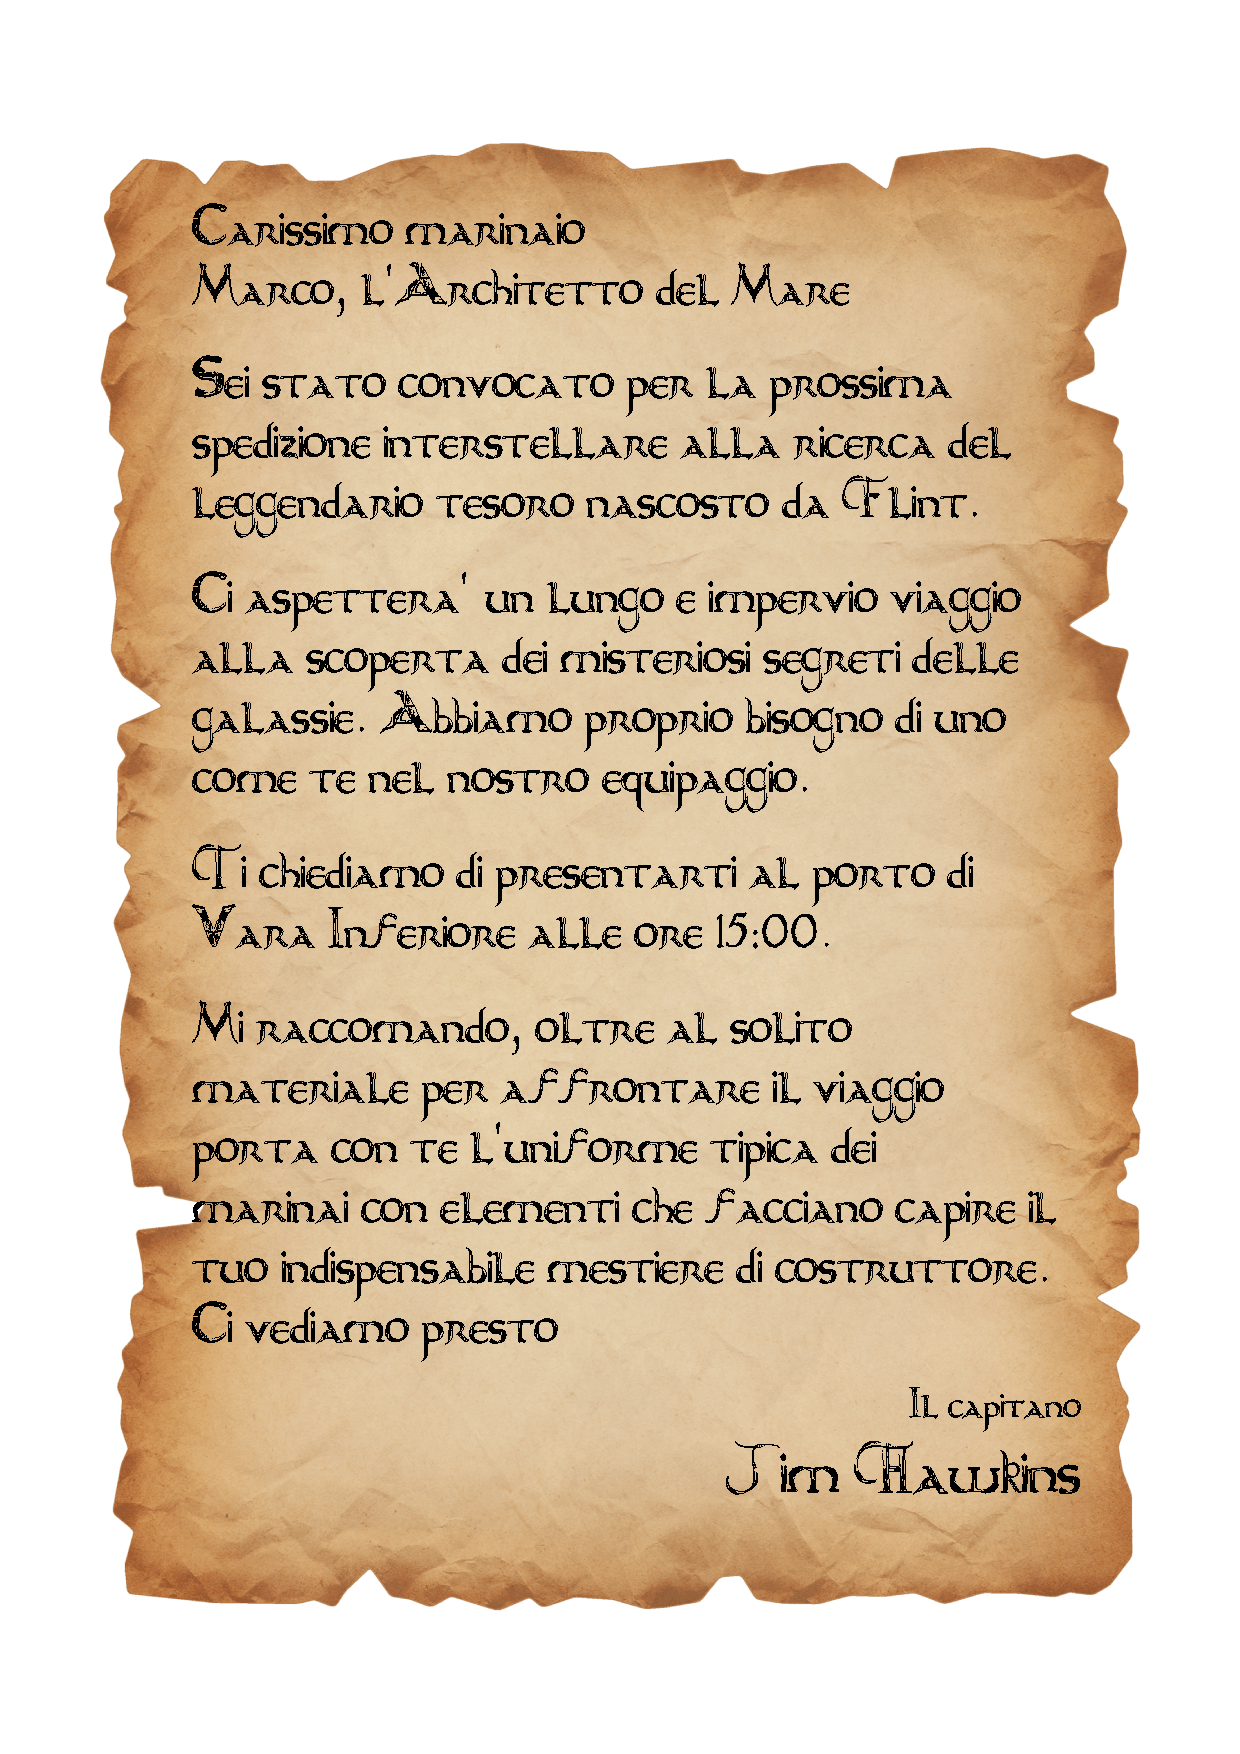 Carissimo marinaio
Marco, l'Architetto del Mare
Sei stato convocato per la prossima
spedizione interstellare alla ricerca del
leggendario tesoro nascosto da Flint.
Ci aspettera' un lungo e impervio viaggio
alla scoperta dei misteriosi segreti delle
galassie. Abbiamo proprio bisogno di uno
come te nel nostro equipaggio.
Ti chiediamo di presentarti al porto di
Vara Inferiore alle ore 15:00.
Mi raccomando, oltre al solito
materiale per affrontare il viaggio
porta con te l'uniforme tipica dei
marinai con elementi che facciano capire il
tuo indispensabile mestiere di costruttore.
Ci vediamo presto
Il capitano
Jim Hawkins